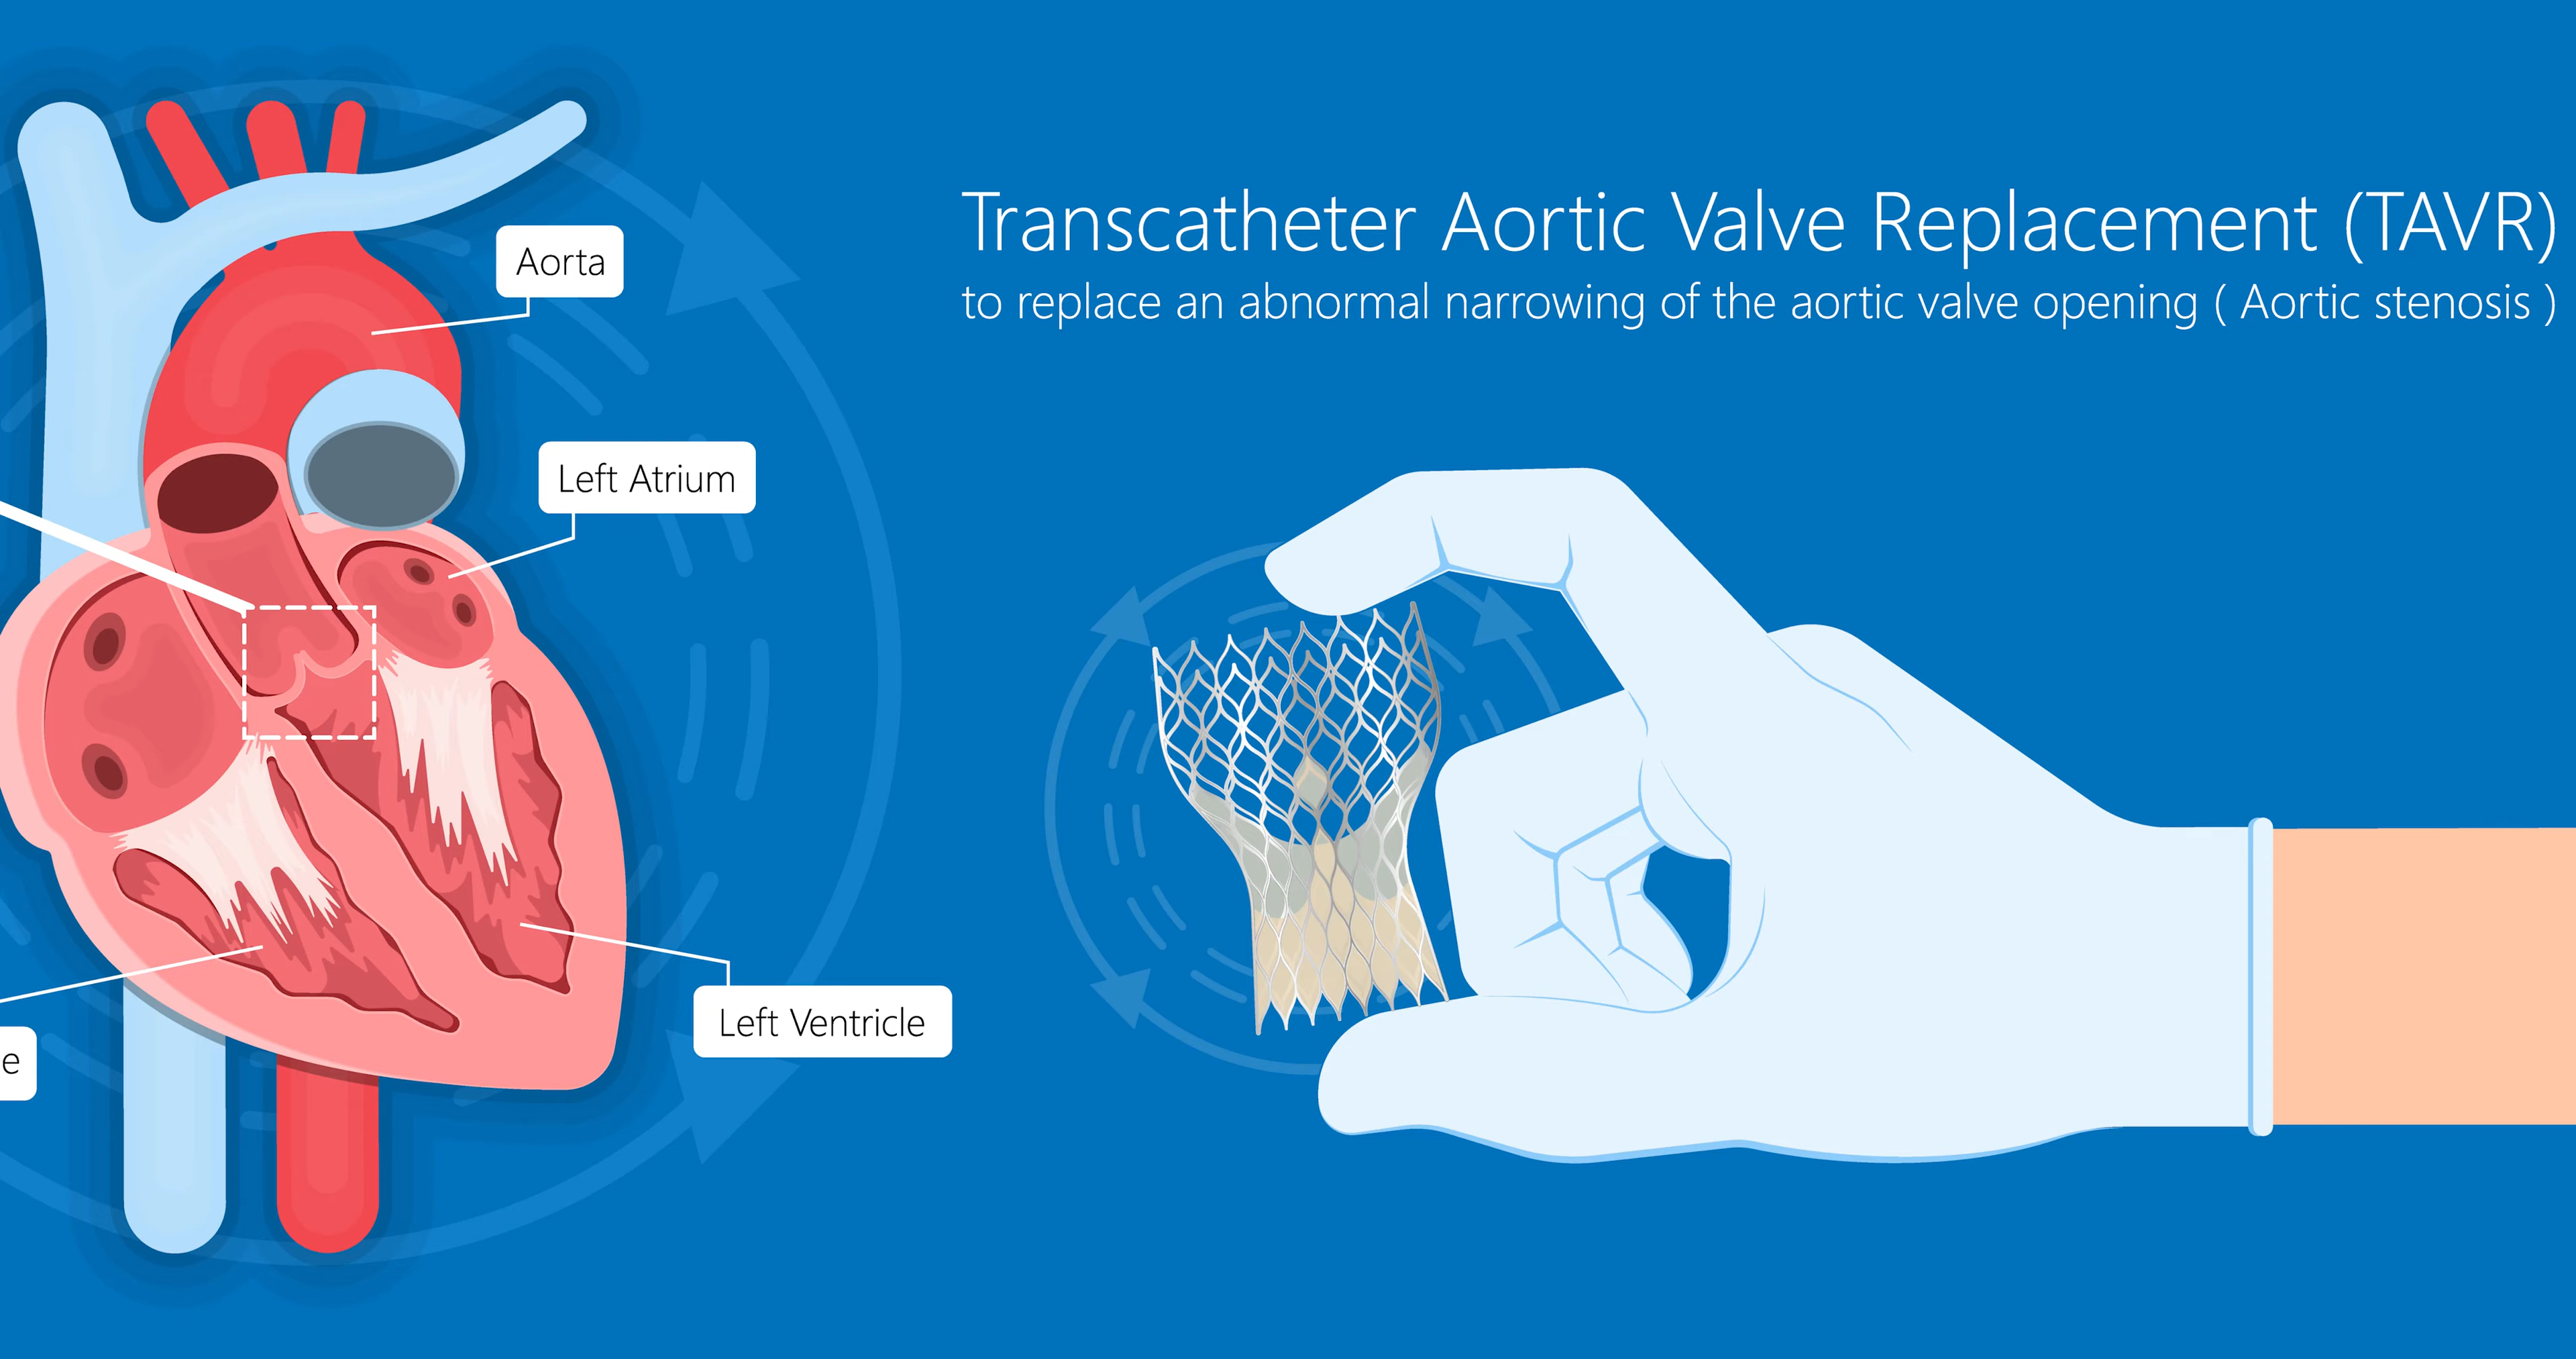 Transcatheter Aortic Valve Replacement (TAVR)
to replace an abnormal narrowing of the aortic valve opening ( Aortic stenosis )
Aorta
Left Atrium
Left Ventricle
e